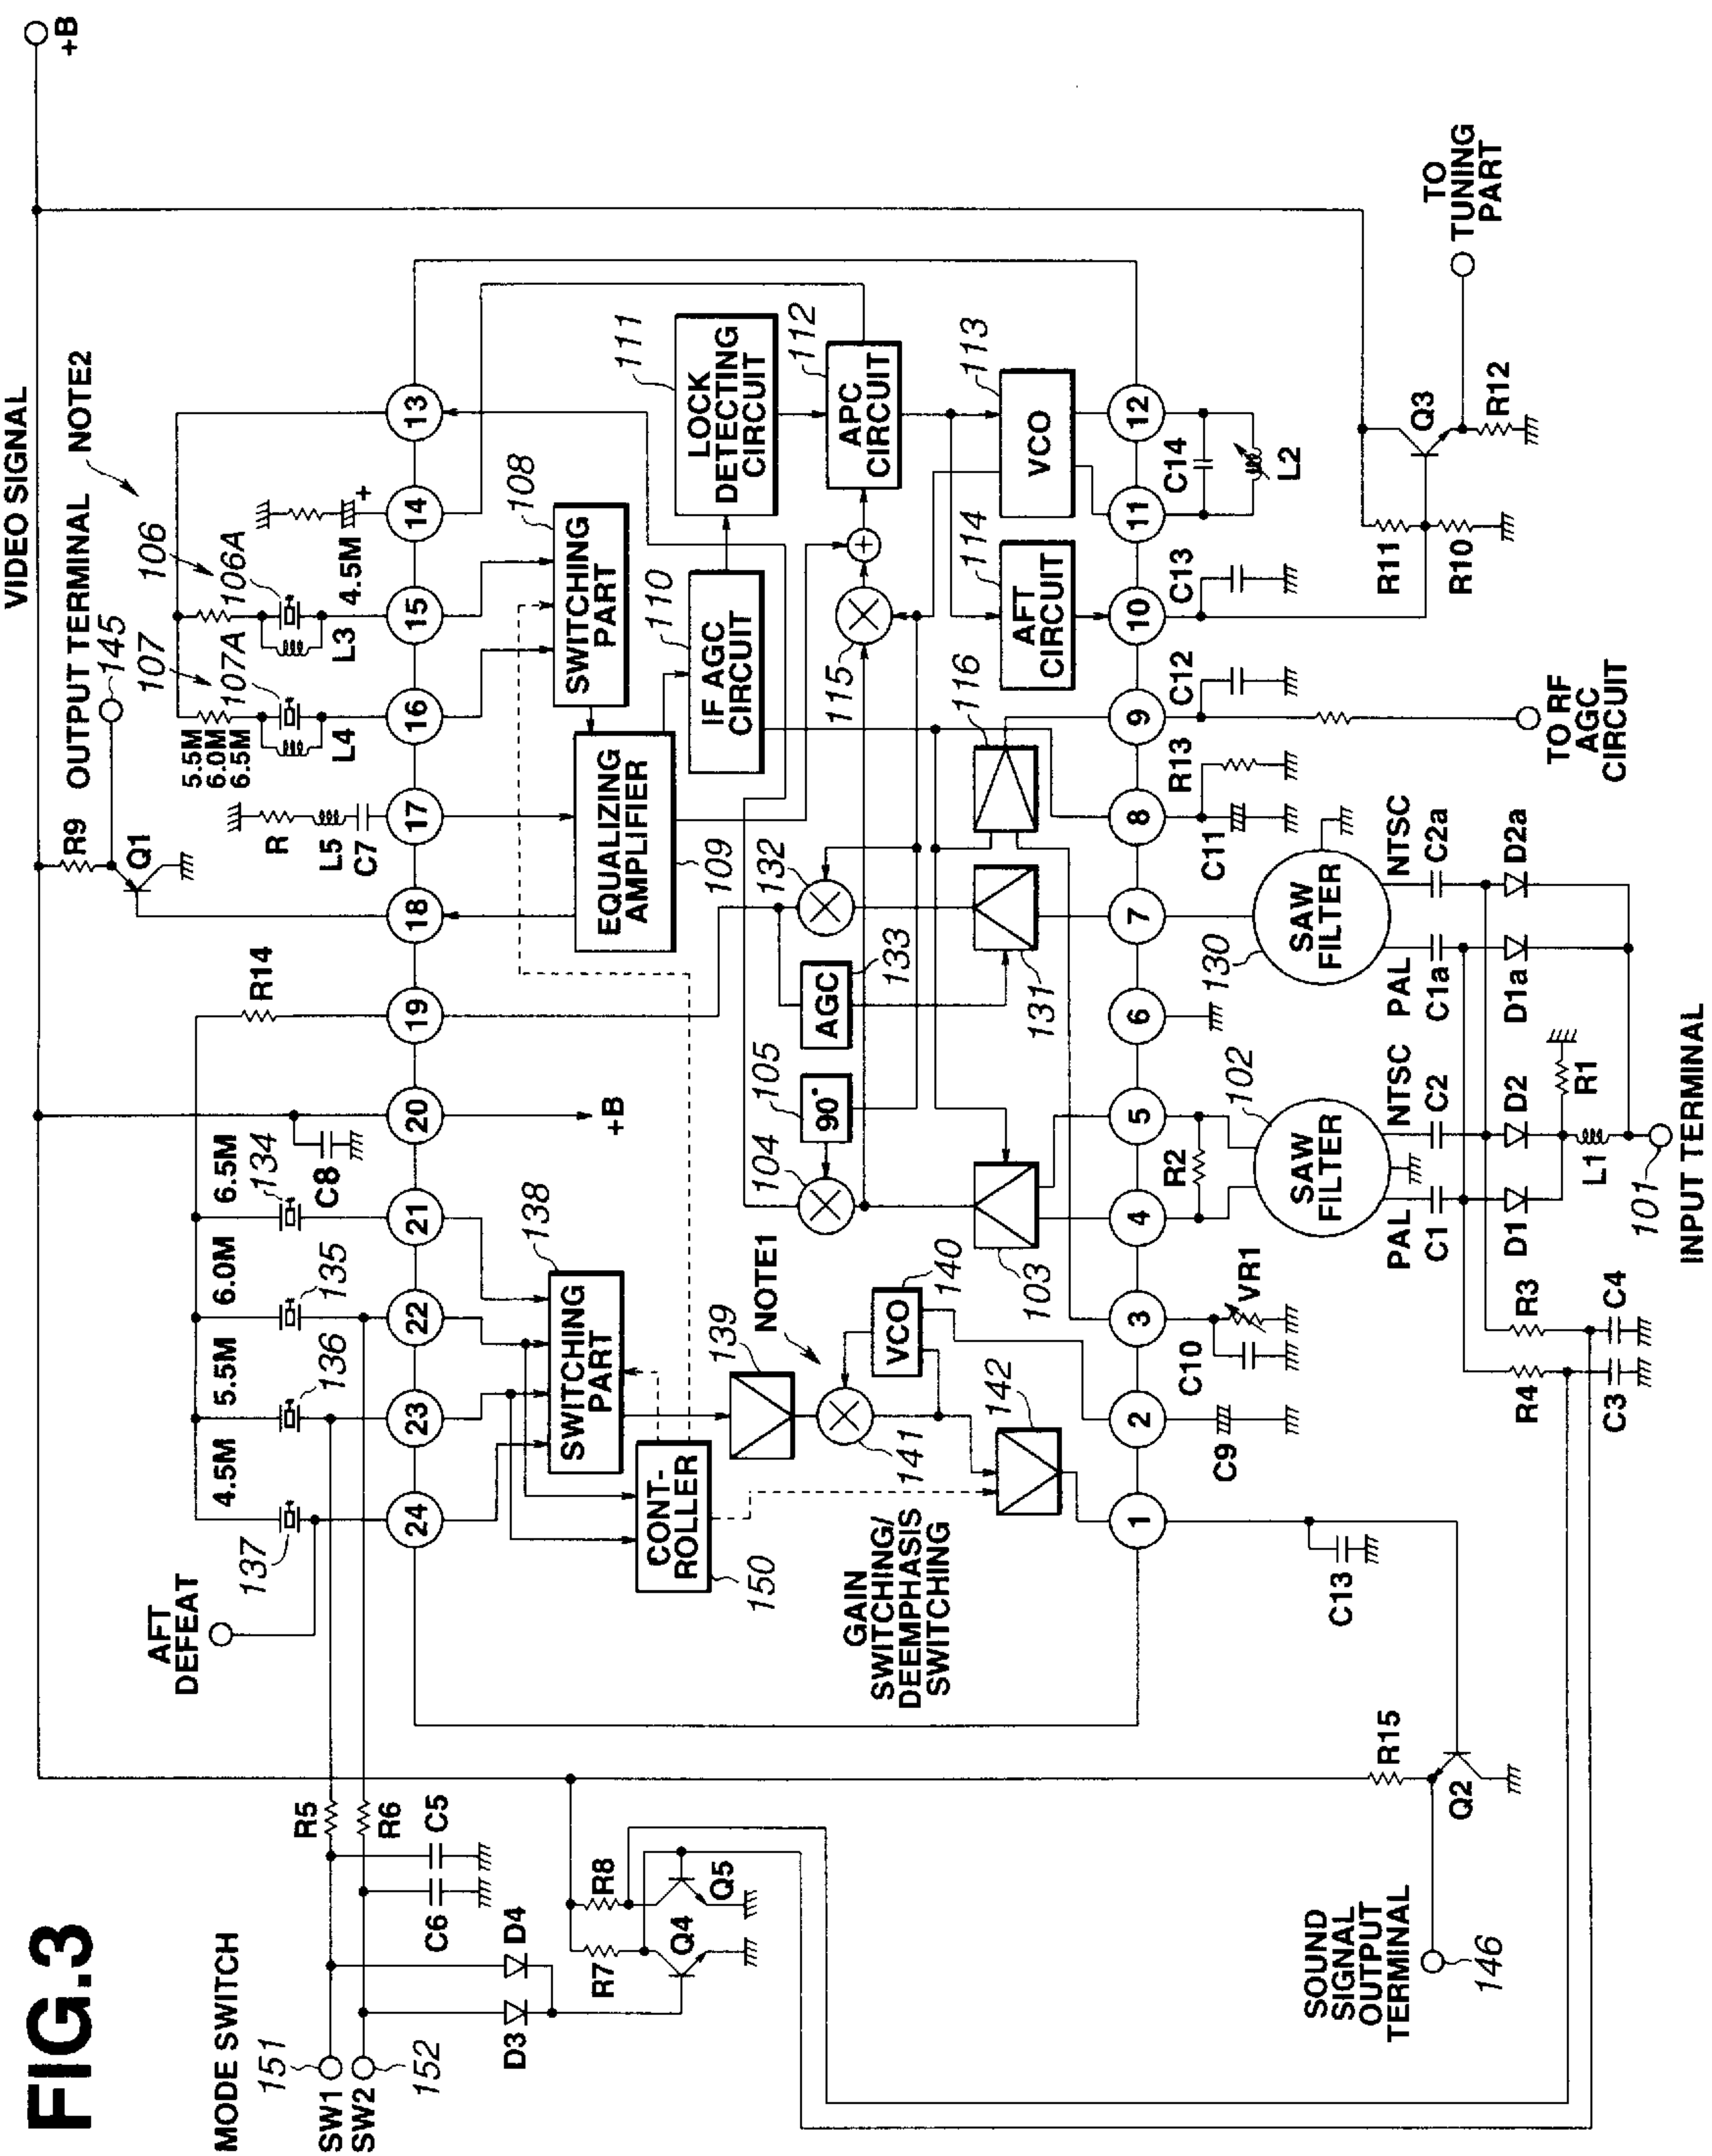 FIG.3
VIDEO SIGNAL
+B
OUTPUT TERMINAL
NOTE2
145
R9
Q1
107
106
107A
106A
5.5M
6.0M
6.5M
L4
L3
4.5M
+
R
L5
C7
R14
C8
+B
6.5M
134
6.0M
135
5.5M
136
4.5M
137
AFT
DEFEAT
MODE SWITCH
151
SW1
SW2
152
R5
R6
C5
C6
D4
D3
R7
R8
Q4
Q5
24
23
22
21
20
19
18
17
16
15
14
13
SWITCHING
PART
138
CONT-
ROLLER
150
139
NOTE1
VCO
140
141
142
GAIN
SWITCHING/
DEEMPHASIS
SWITCHING
SWITCHING
PART
108
EQUALIZING
AMPLIFIER
109
IF AGC
CIRCUIT
110
LOCK
DETECTING
CIRCUIT
111
APC
CIRCUIT
112
VCO
113
AFT
CIRCUIT
114
+
115
116
132
AGC
133
131
90°
105
104
103
1
2
3
4
5
6
7
8
9
10
11
12
C13
C9
C10
VR1
R2
C11
R13
C12
C13
C14
L2
SAW
FILTER
102
SAW
FILTER
130
PAL
NTSC
C1
C2
PAL
NTSC
C1a
C2a
D1
D2
D1a
D2a
R1
L1
101
INPUT TERMINAL
R3
R4
C4
C3
TO RF
AGC
CIRCUIT
R11
R10
Q3
R12
TO
TUNING
PART
R15
Q2
SOUND
SIGNAL
OUTPUT
TERMINAL
146